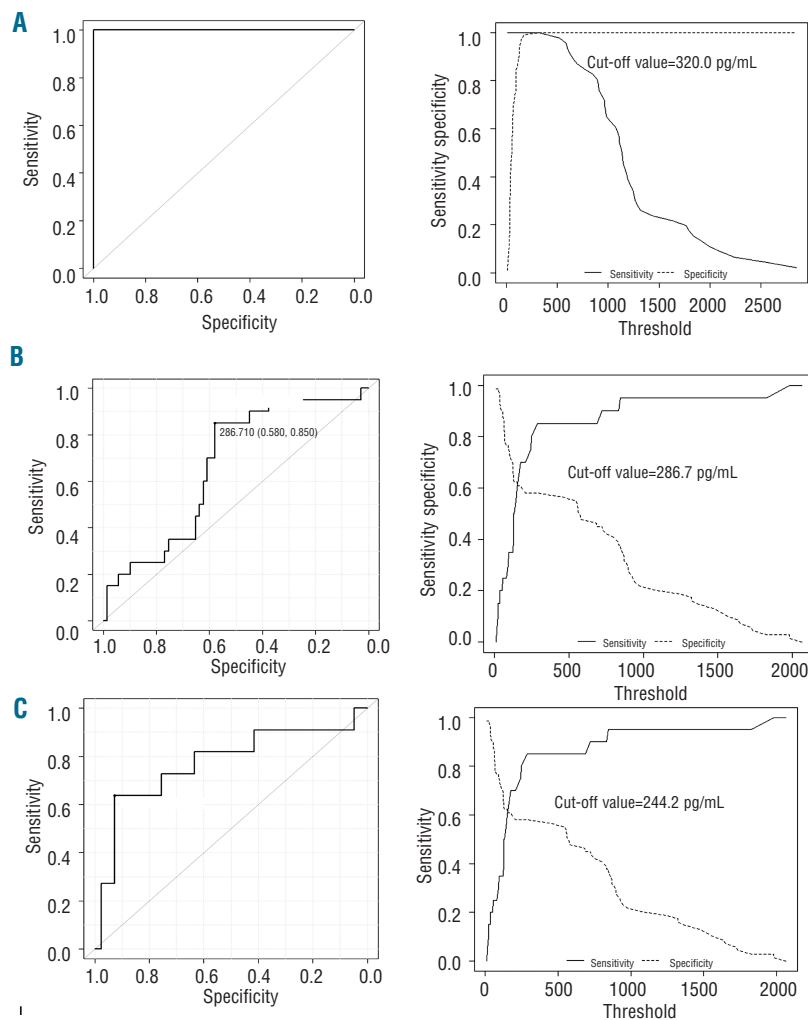 A
1.0
0.8
0.6
0.4
0.2
0.0
Sensitivity
1.0 0.8 0.6 0.4 0.2 0.0
Specificity
1.0
0.8
0.6
0.4
0.2
0.0
Sensitivity specificity
Cut-off value=320.0 pg/mL
Sensitivity Specificity
0 500 1000 1500 2000 2500
Threshold
B
1.0
0.8
0.6
0.4
0.2
0.0
Sensitivity
286.710 (0.580, 0.850)
1.0 0.8 0.6 0.4 0.2 0.0
Specificity
1.0
0.8
0.6
0.4
0.2
0.0
Sensitivity specificity
Cut-off value=286.7 pg/mL
Sensitivity Specificity
0 500 1000 1500 2000
Threshold
C
1.0
0.8
0.6
0.4
0.2
0.0
Sensitivity
1.0 0.8 0.6 0.4 0.2 0.0
Specificity
1.0
0.8
0.6
0.4
0.2
0.0
Sensitivity
Cut-off value=244.2 pg/mL
Sensitivity Specificity
0 500 1000 1500 2000
Threshold